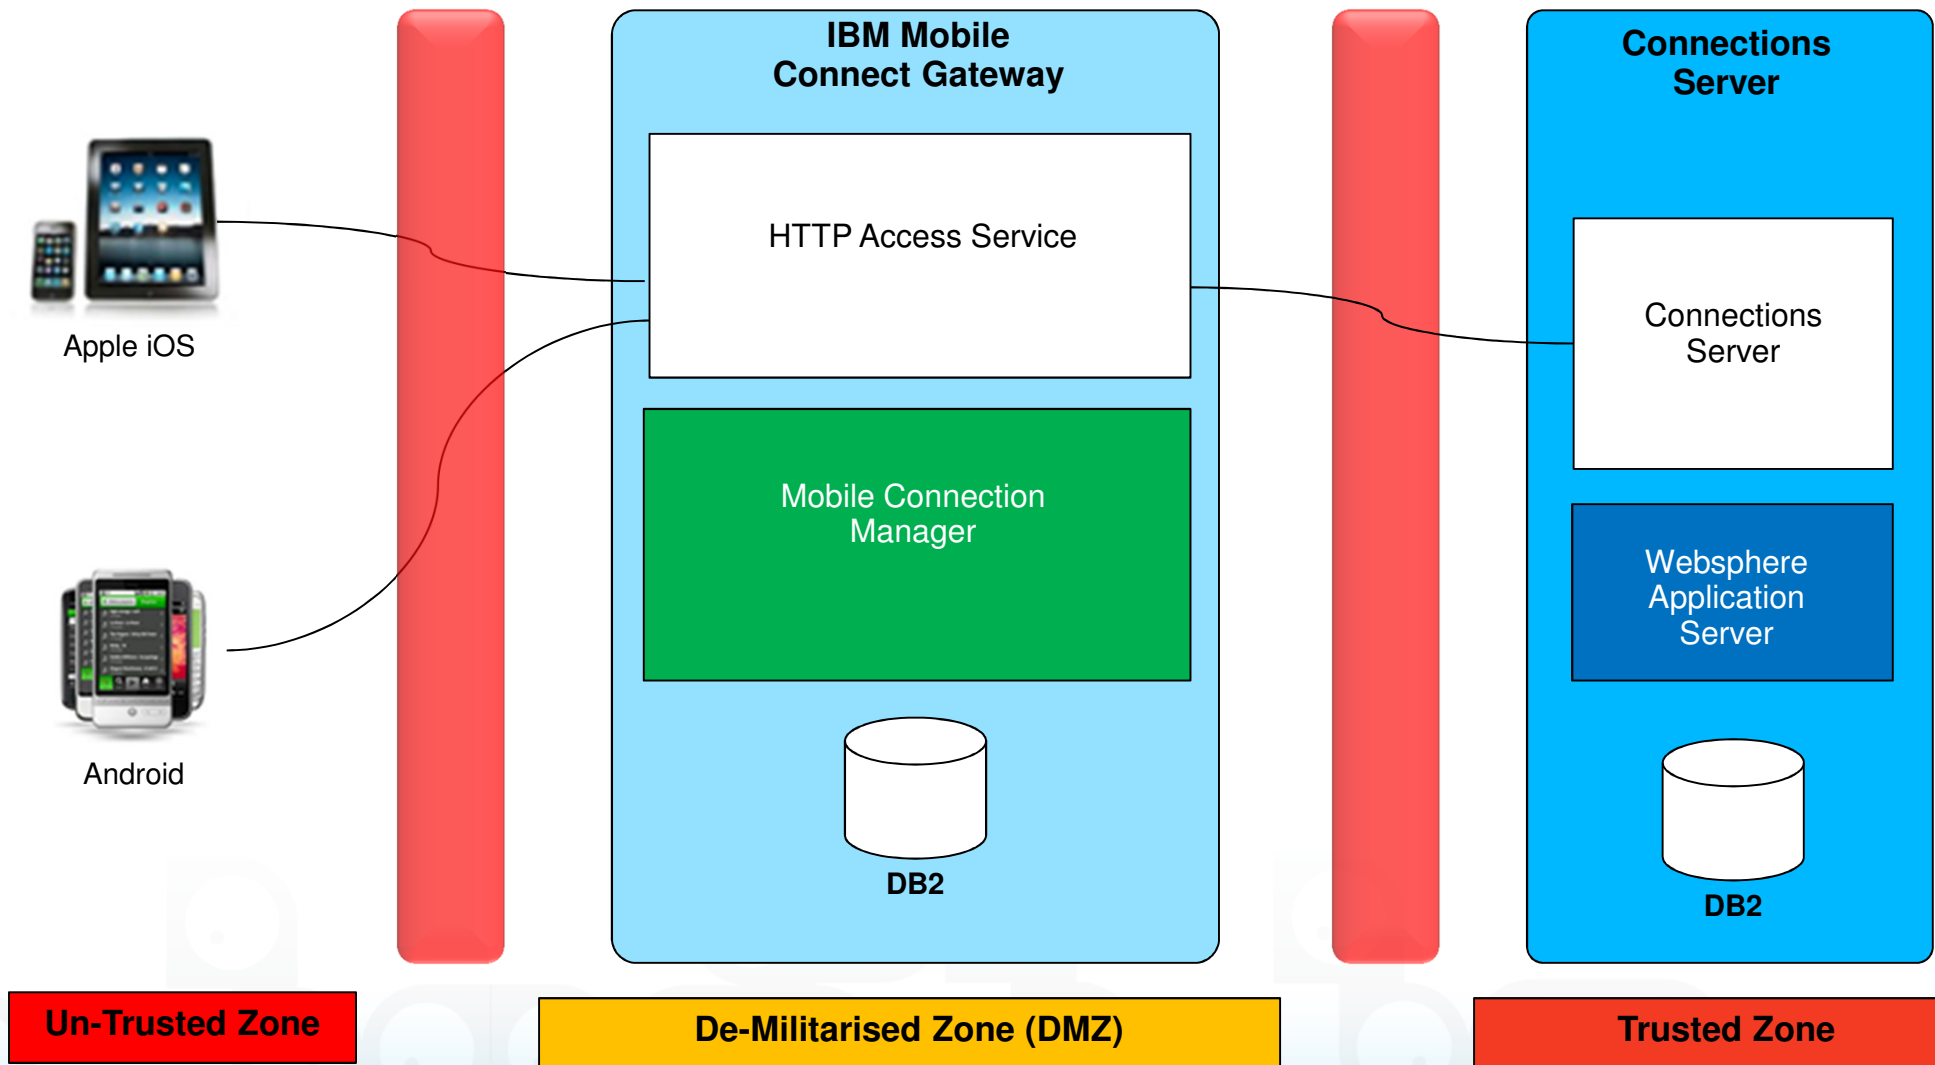 IBM Mobile
Connect Gateway
Connections
Server
HTTP Access Service
Apple iOS
Connections
Server
Mobile Connection
Manager
Websphere
Application
Server
Android
DB2
DB2
Un-Trusted Zone
De-Militarised Zone (DMZ)
Trusted Zone